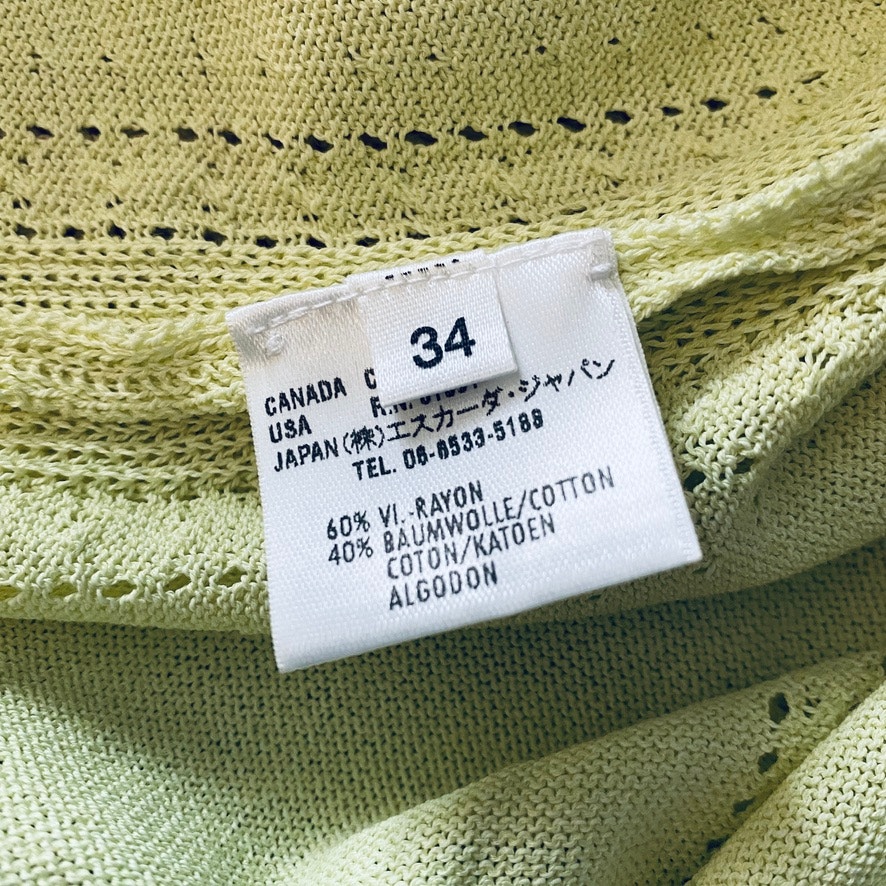 34
CANADA C
USA R.N.
JAPAN (株)エスカーダ・ジャパン
TEL. 06-6533-5188
60% VI.-RAYON
40% BAUMWOLLE/COTTON
COTON/KATOEN
ALGODON